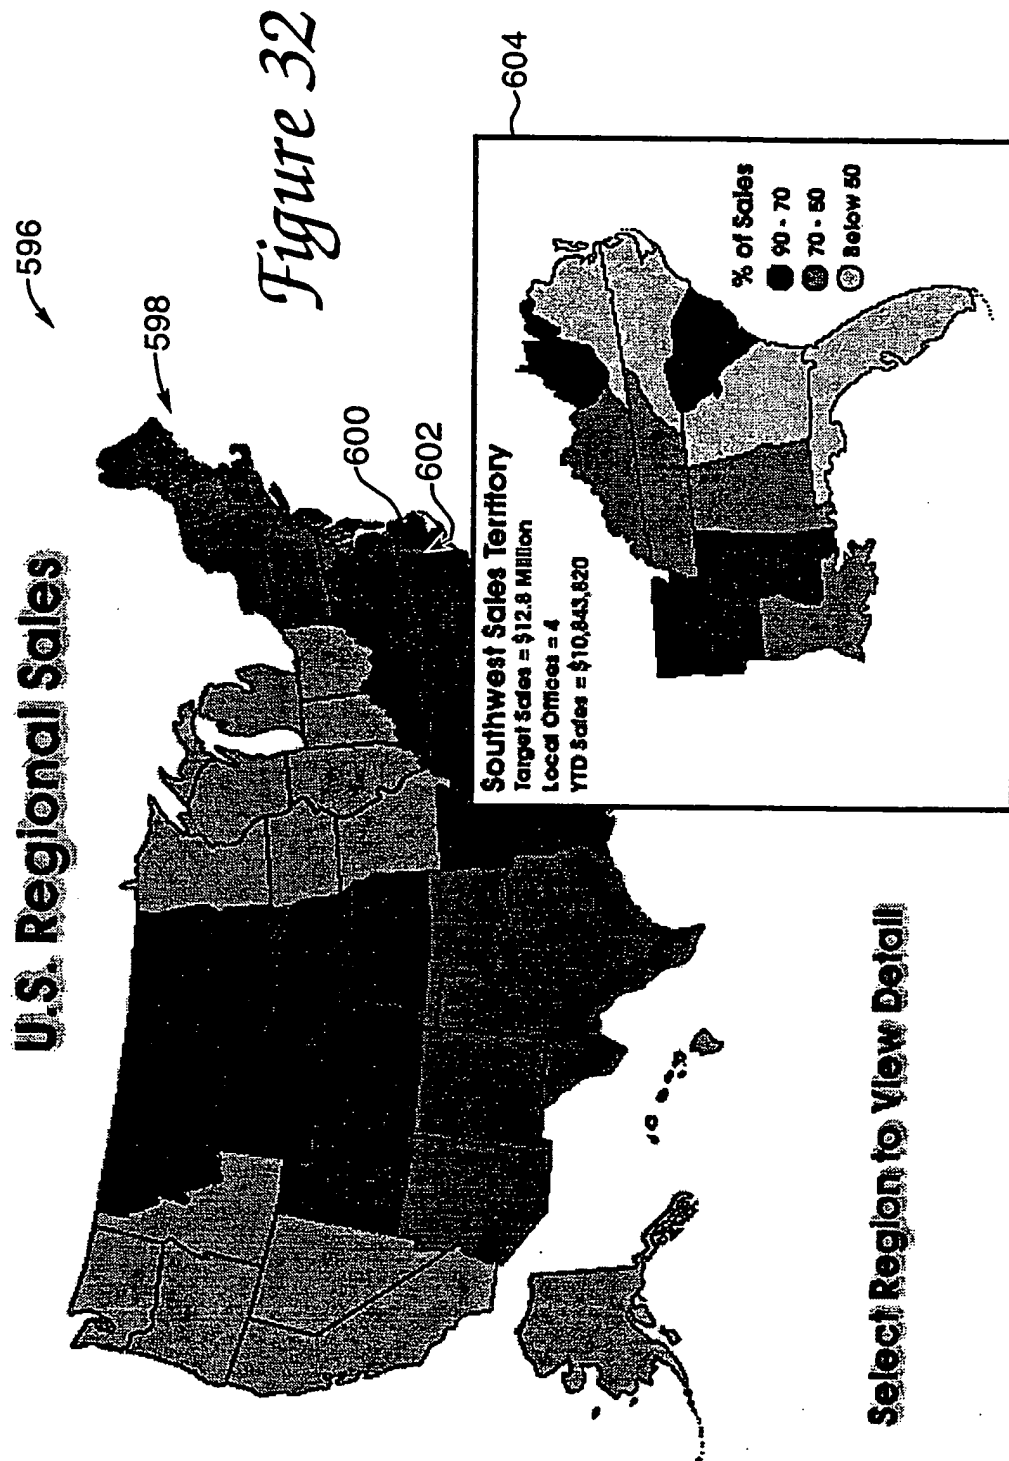 U.S. Regional Sales
596
598
Figure 32
600
602
604
Southwest Sales Territory
Target Sales = $12.8 Million
Local Offices = 4
YTD Sales = $10,843,820
% of Sales
90 - 70
70 - 50
Below 50
Select Region to View Detail